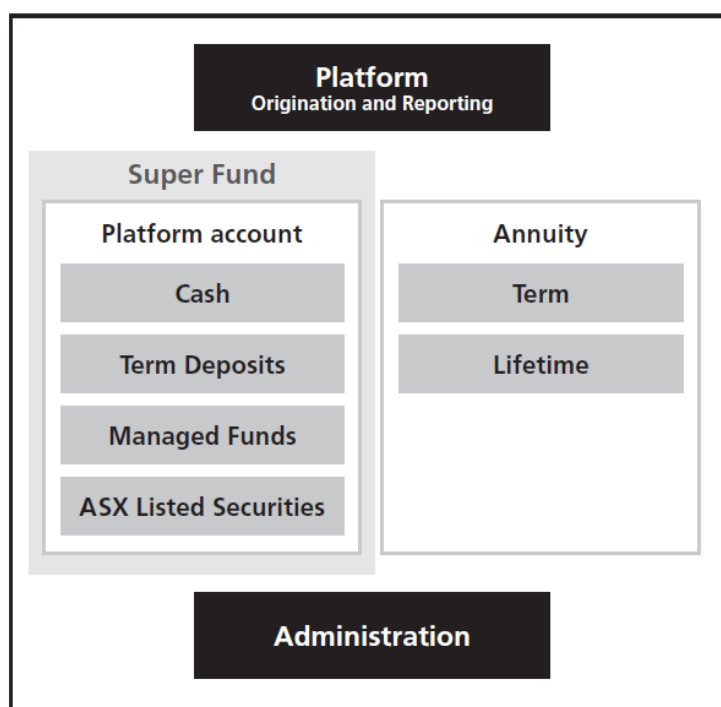 Platform
Origination and Reporting
Super Fund
Platform account
Cash
Term Deposits
Managed Funds
ASX Listed Securities
Annuity
Term
Lifetime
Administration